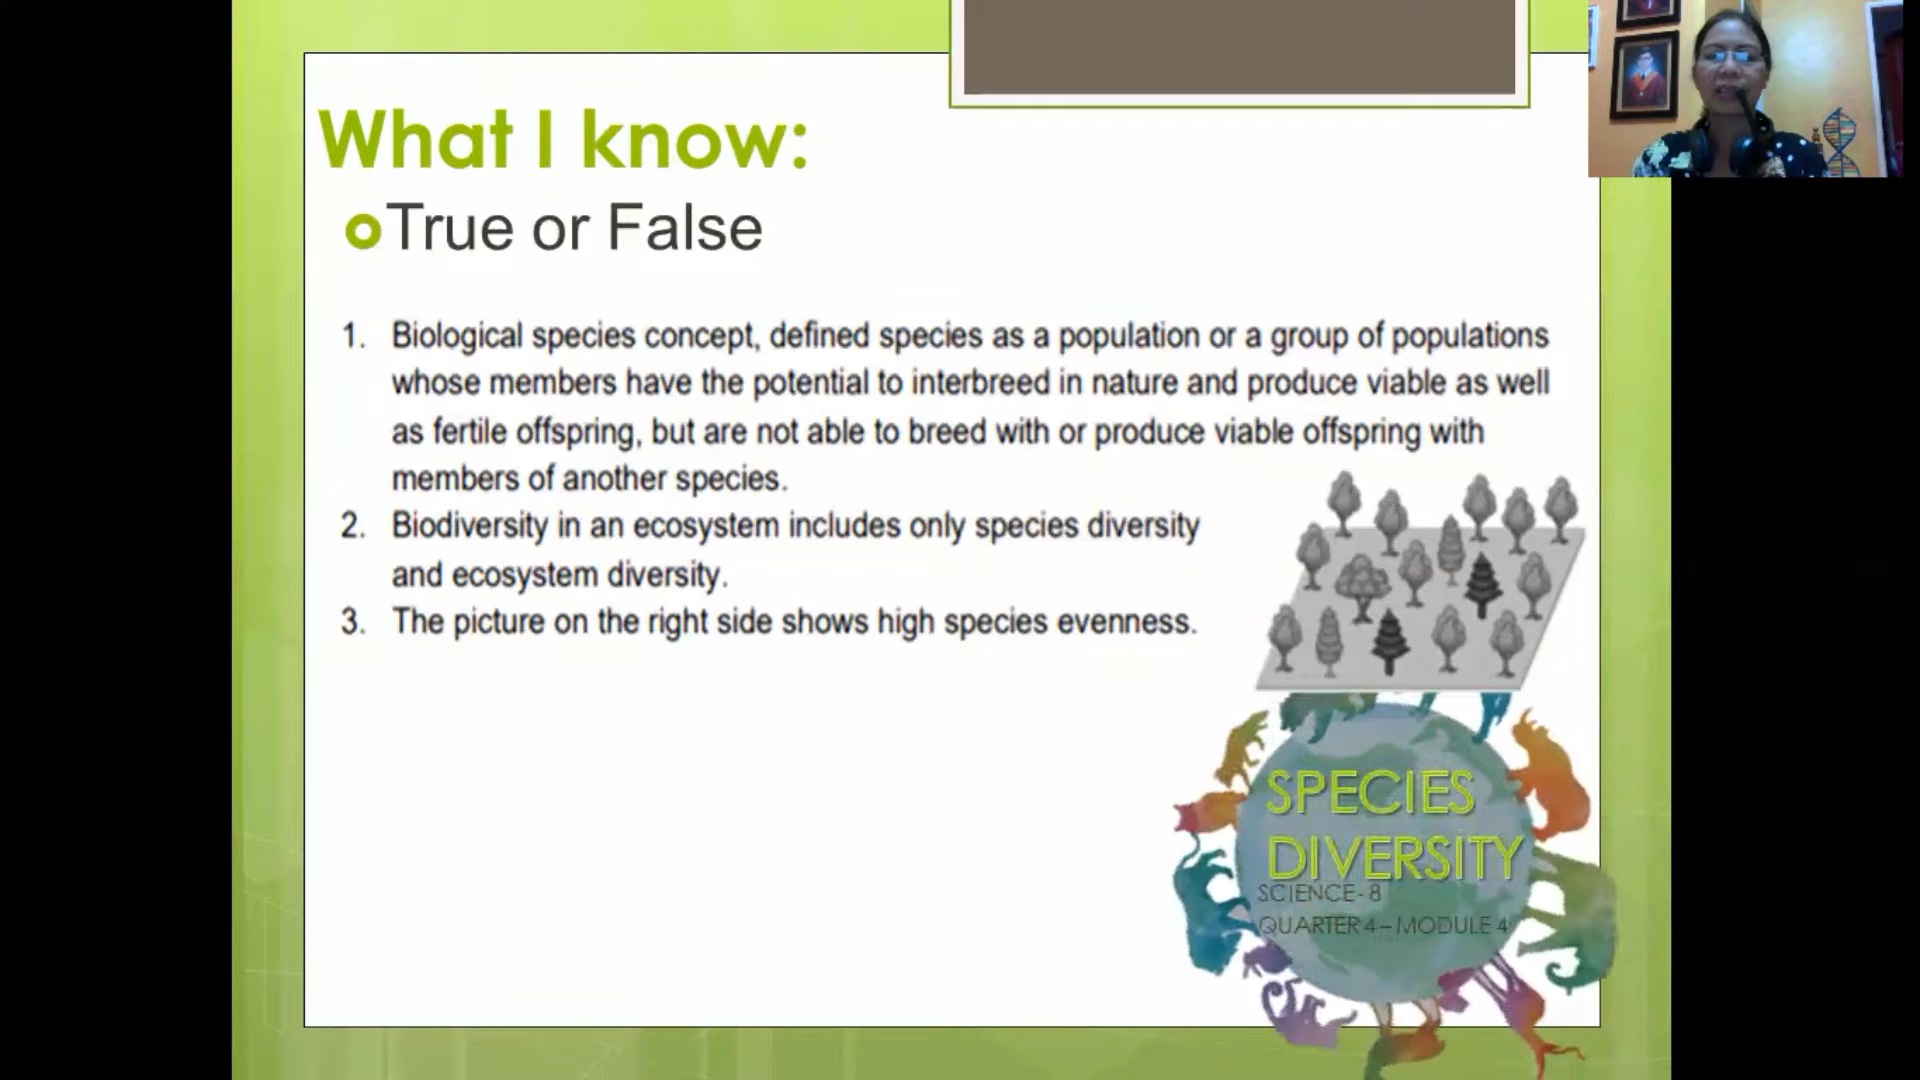 What I know:
True or False
1. Biological species concept, defined species as a population or a group of populations
whose members have the potential to interbreed in nature and produce viable as well
as fertile offspring, but are not able to breed with or produce viable offspring with
members of another species.
2. Biodiversity in an ecosystem includes only species diversity
and ecosystem diversity.
3. The picture on the right side shows high species evenness.
SPECIES
DIVERSITY
SCIENCE- 8
QUARTER 4 – MODULE 4